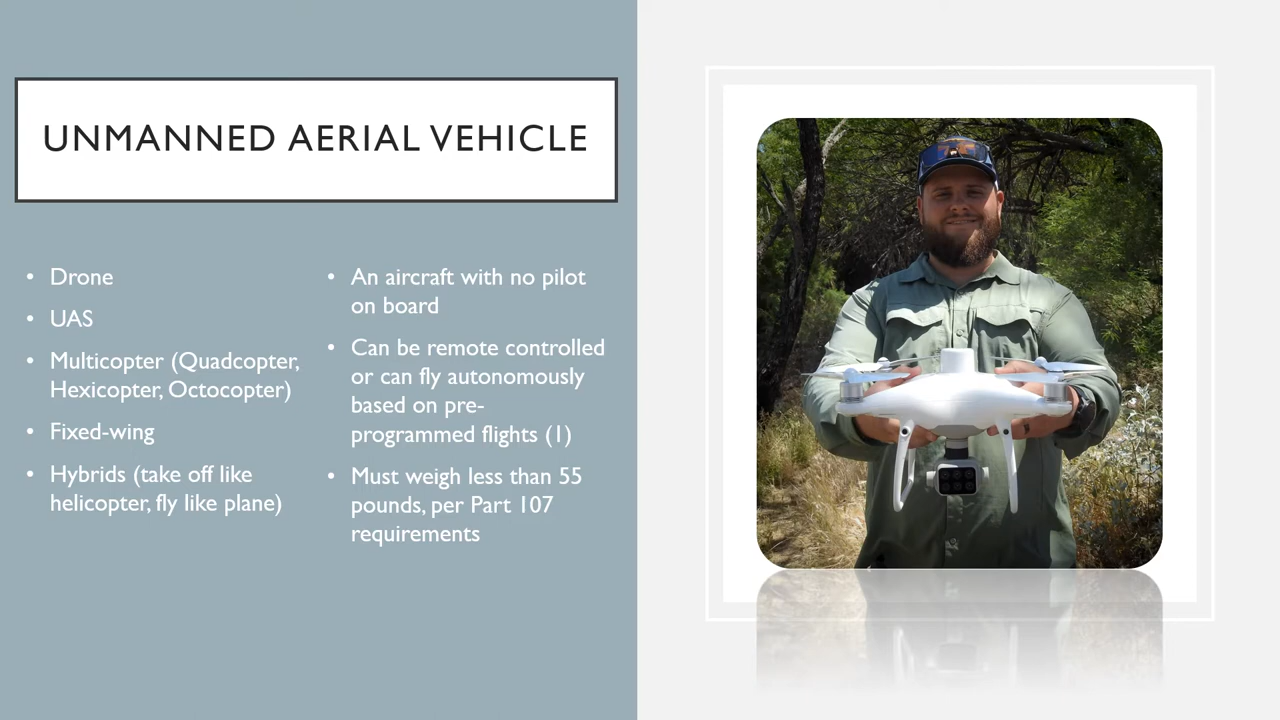 UNMANNED AERIAL VEHICLE
• Drone
• UAS
• Multicopter (Quadcopter,
Hexicopter, Octocopter)
• Fixed-wing
• Hybrids (take off like
helicopter, fly like plane)
• An aircraft with no pilot
on board
• Can be remote controlled
or can fly autonomously
based on pre-
programmed flights (1)
• Must weigh less than 55
pounds, per Part 107
requirements